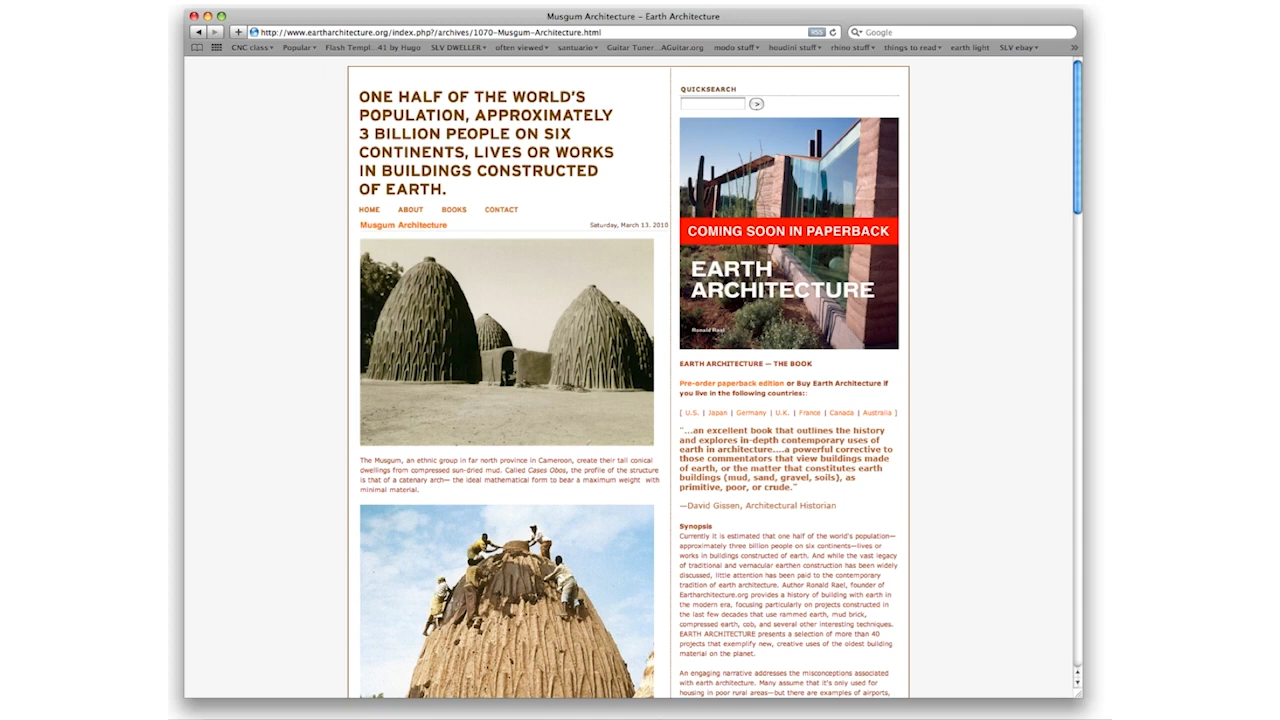 Musgum Architecture – Earth Architecture
http://www.eartharchitecture.org/index.php?/archives/1070-Musgum-Architecture.html
RSS
Google
CNC class Popular Flash Templ...41 by Hugo SLV DWELLER often viewed santuario Guitar Tuner...AGuitar.org modo stuff houdini stuff rhino stuff things to read earth light SLV ebay »
ONE HALF OF THE WORLD'S
POPULATION, APPROXIMATELY
3 BILLION PEOPLE ON SIX
CONTINENTS, LIVES OR WORKS
IN BUILDINGS CONSTRUCTED
OF EARTH.
HOME ABOUT BOOKS CONTACT
Musgum Architecture Saturday, March 13. 2010
The Musgum, an ethnic group in far north province in Cameroon, create their tall conical
dwellings from compressed sun-dried mud. Called Cases Obos, the profile of the structure
is that of a catenary arch— the ideal mathematical form to bear a maximum weight with
minimal material.
QUICKSEARCH
>
COMING SOON IN PAPERBACK
EARTH
ARCHITECTURE
Ronald Rael
EARTH ARCHITECTURE — THE BOOK
Pre-order paperback edition or Buy Earth Architecture if
you live in the following countries::
[ U.S. | Japan | Germany | U.K. | France | Canada | Australia ]
"...an excellent book that outlines the history
and explores in-depth contemporary uses of
earth in architecture....a powerful corrective to
those commentators that view buildings made
of earth, or the matter that constitutes earth
buildings (mud, sand, gravel, soils), as
primitive, poor, or crude."
—David Gissen, Architectural Historian
Synopsis
Currently it is estimated that one half of the world's population—
approximately three billion people on six continents—lives or
works in buildings constructed of earth. And while the vast legacy
of traditional and vernacular earthen construction has been widely
discussed, little attention has been paid to the contemporary
tradition of earth architecture. Author Ronald Rael, founder of
Eartharchitecture.org provides a history of building with earth in
the modern era, focusing particularly on projects constructed in
the last few decades that use rammed earth, mud brick,
compressed earth, cob, and several other interesting techniques.
EARTH ARCHITECTURE presents a selection of more than 40
projects that exemplify new, creative uses of the oldest building
material on the planet.
An engaging narrative addresses the misconceptions associated
with earth architecture. Many assume that it's only used for
housing in poor rural areas—but there are examples of airports,